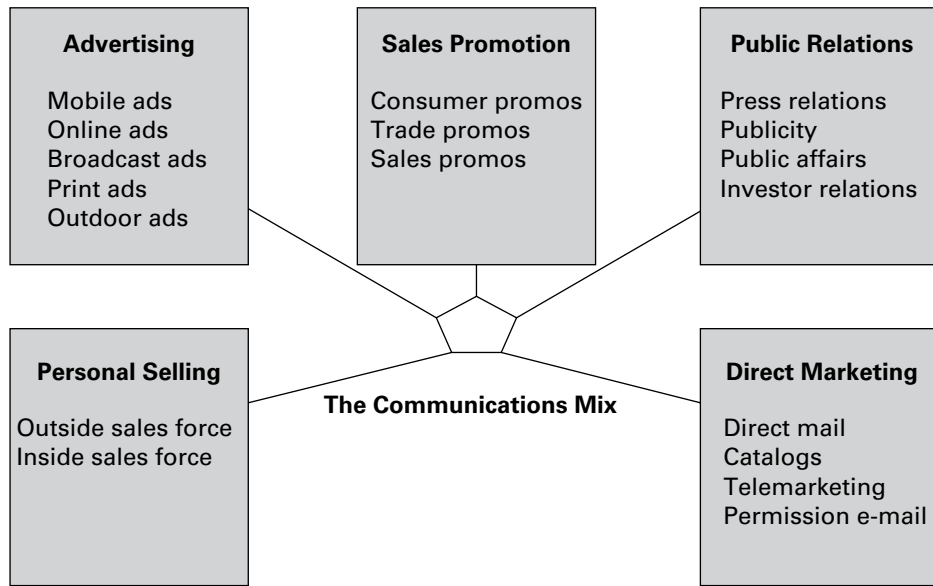 Advertising
Mobile ads
Online ads
Broadcast ads
Print ads
Outdoor ads
Sales Promotion
Consumer promos
Trade promos
Sales promos
Public Relations
Press relations
Publicity
Public affairs
Investor relations
Personal Selling
Outside sales force
Inside sales force
The Communications Mix
Direct Marketing
Direct mail
Catalogs
Telemarketing
Permission e-mail